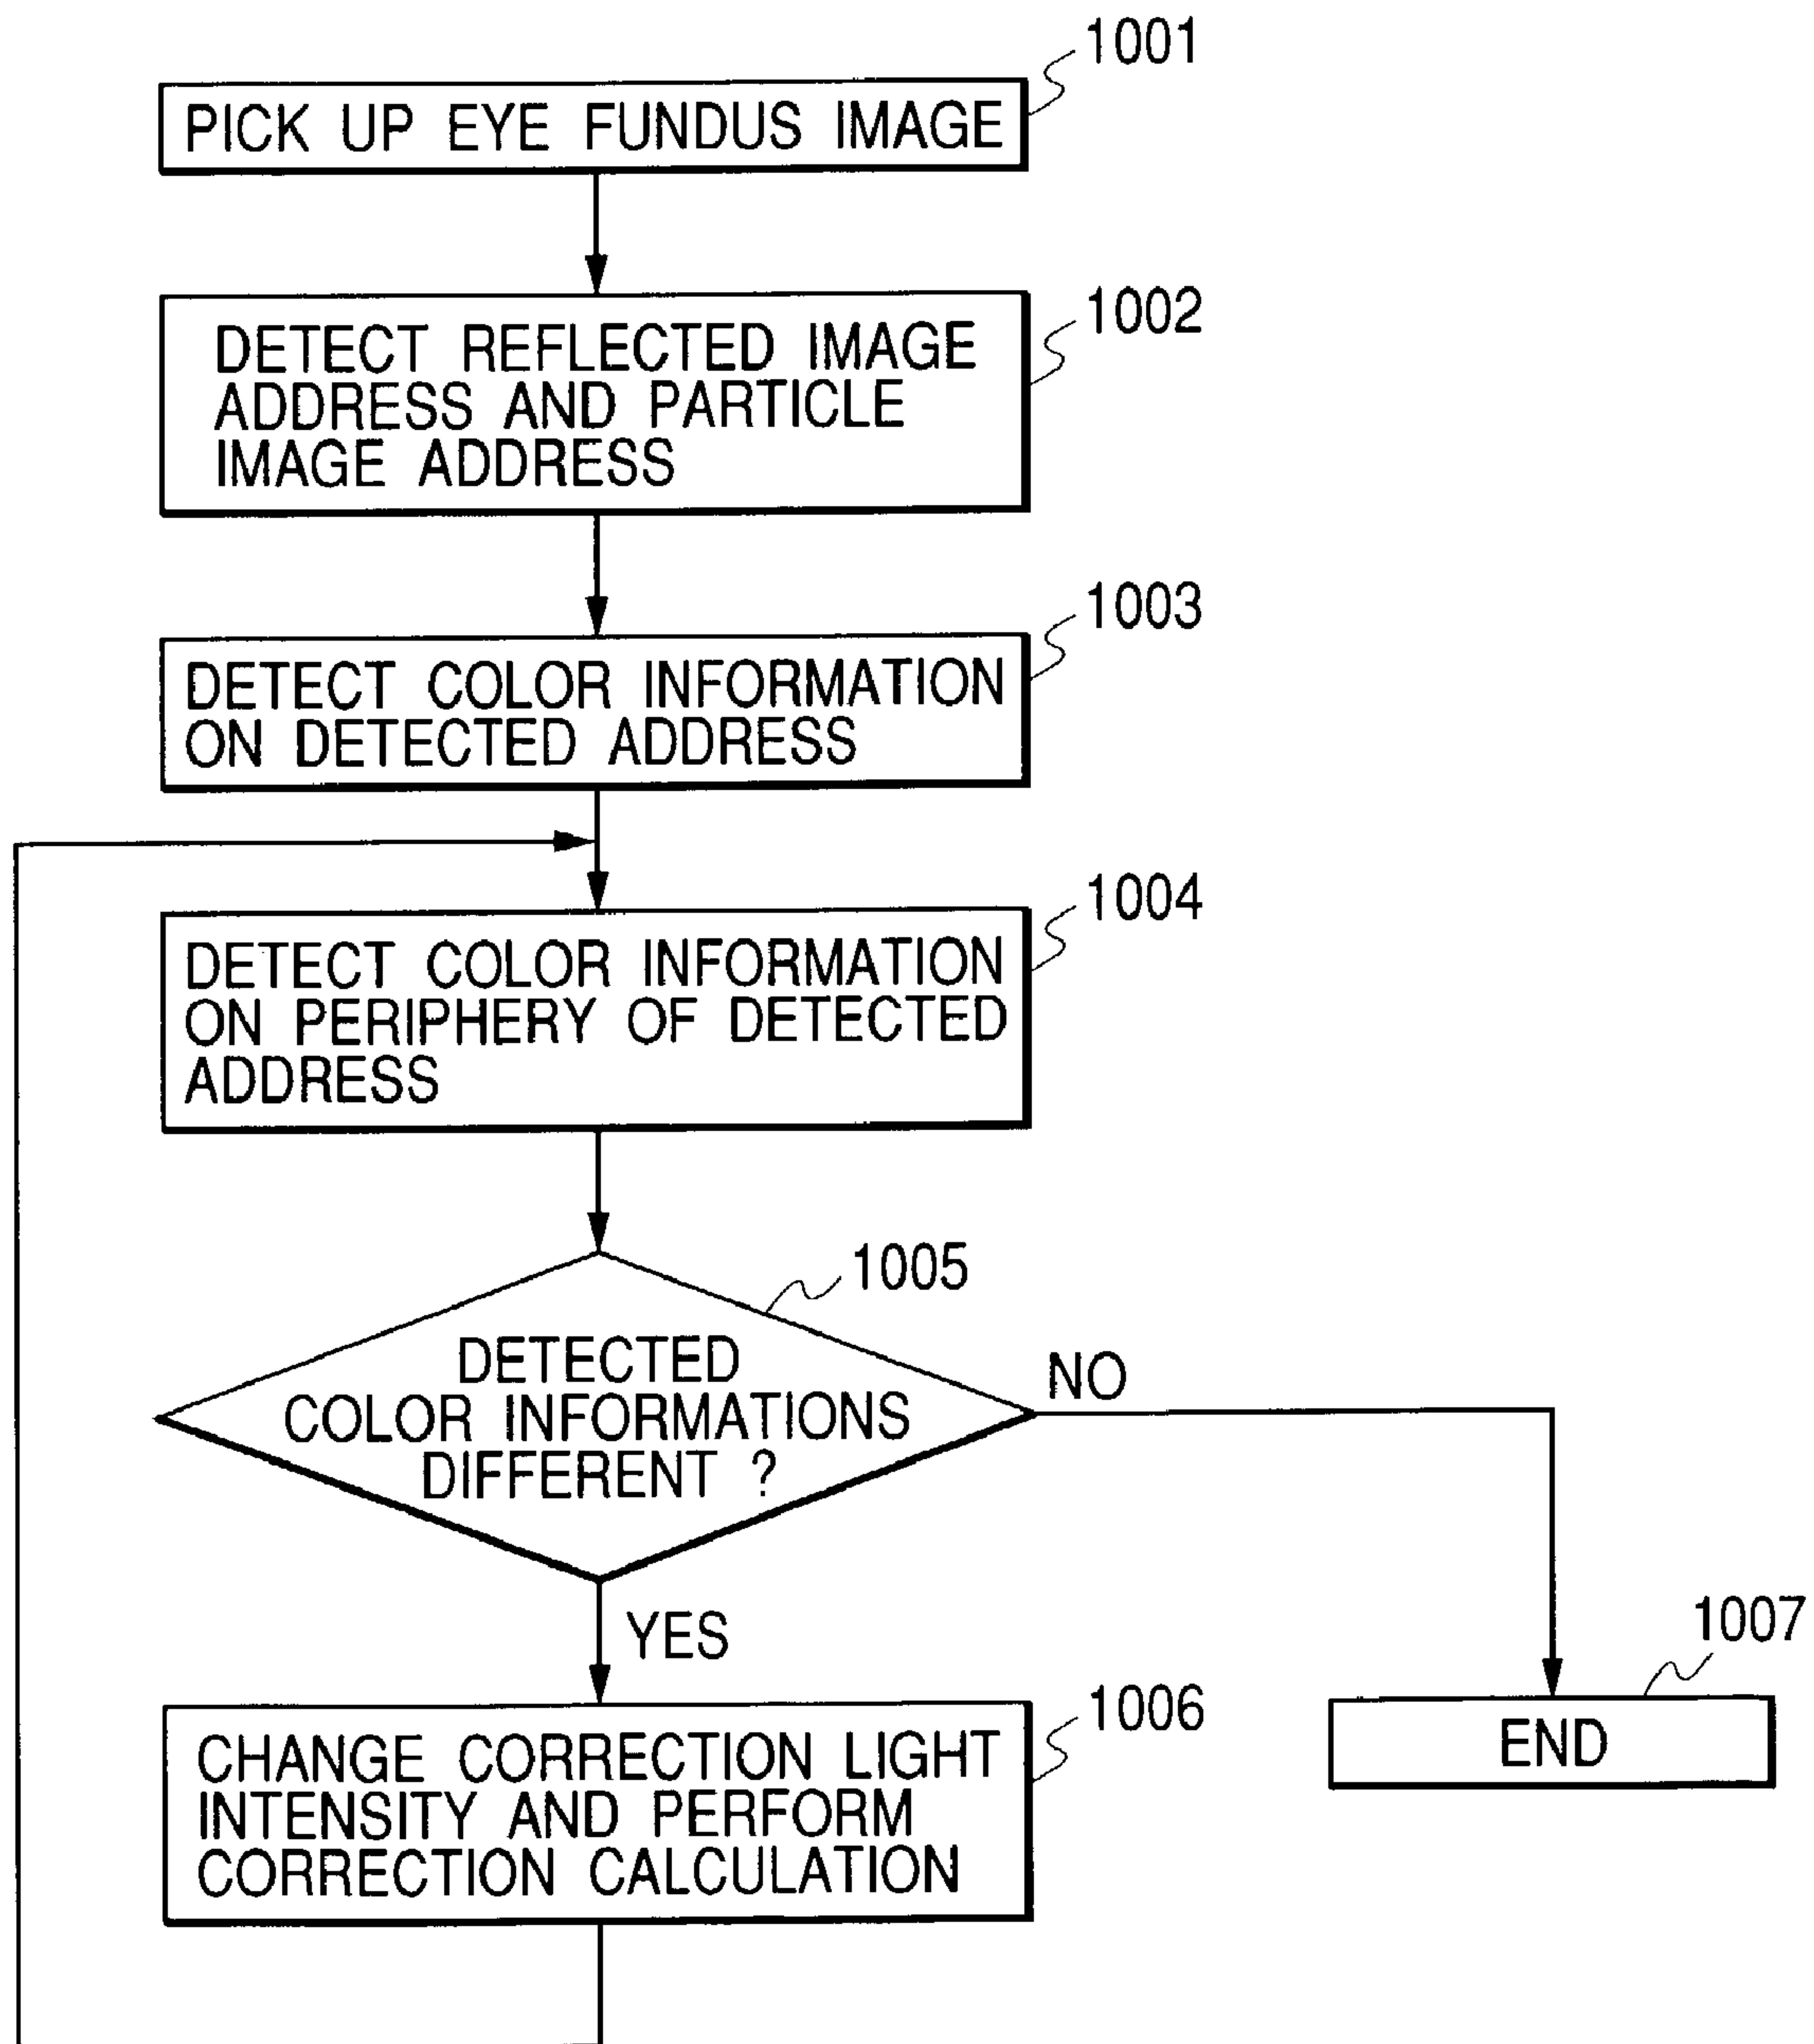 1001
PICK UP EYE FUNDUS IMAGE
1002
DETECT REFLECTED IMAGE
ADDRESS AND PARTICLE
IMAGE ADDRESS
1003
DETECT COLOR INFORMATION
ON DETECTED ADDRESS
1004
DETECT COLOR INFORMATION
ON PERIPHERY OF DETECTED
ADDRESS
1005
DETECTED
COLOR INFORMATIONS
DIFFERENT ?
NO
YES
1006
CHANGE CORRECTION LIGHT
INTENSITY AND PERFORM
CORRECTION CALCULATION
1007
END